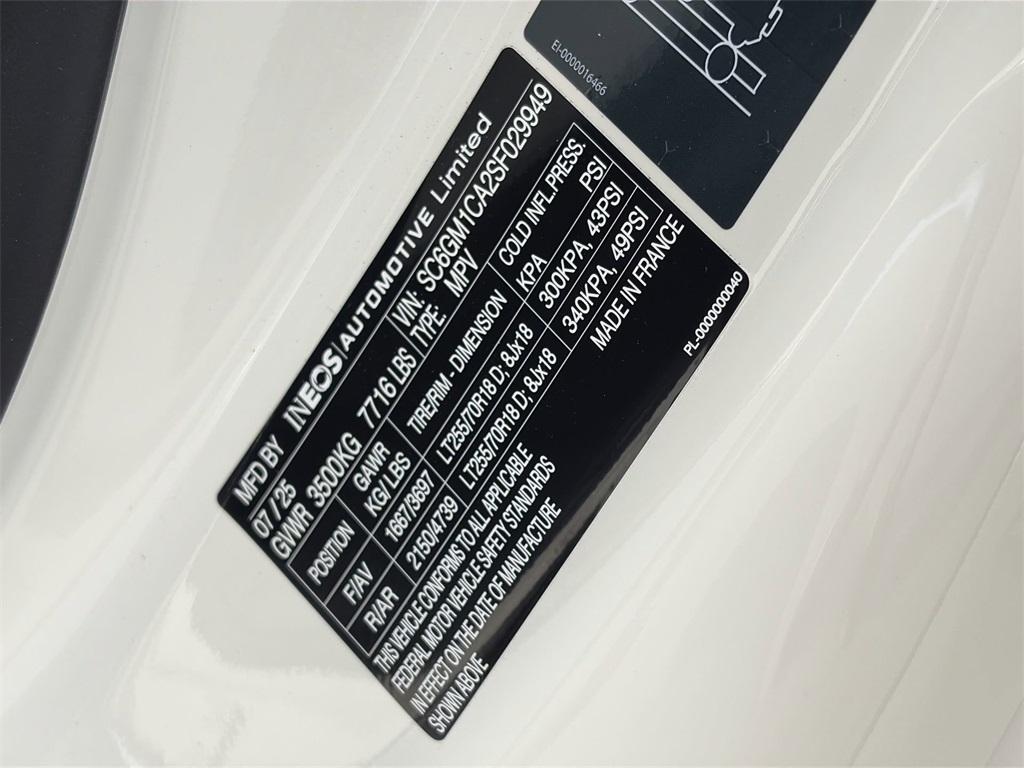 EI-0000016466
MFD BY INEOS|AUTOMOTIVE Limited
07/25 VIN: SC6GM1CA2SF029949
GVWR 3500KG 7716 LBS TYPE: MPV
POSITION GAWR KG/LBS TIRE/RIM - DIMENSION COLD INFL. PRESS. KPA PSI
F/AV 1667/3697 LT255/70R18 D: 8Jx18 300KPA, 43PSI
R/AR 2150/4739 LT255/70R18 D: 8Jx18 340KPA, 49PSI
THIS VEHICLE CONFORMS TO ALL APPLICABLE MADE IN FRANCE
FEDERAL MOTOR VEHICLE SAFETY STANDARDS
IN EFFECT ON THE DATE OF MANUFACTURE
SHOWN ABOVE
PL-0000000040